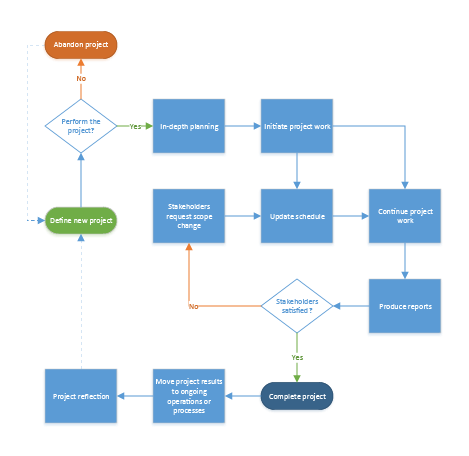 Abandon project
No
Perform the
project?
Yes
In-depth planning
Initiate project work
Define new project
Stakeholders
request scope
change
Update schedule
Continue project
work
No
Stakeholders
satisfied?
Produce reports
Yes
Project reflection
Move project results
to ongoing
operations or
processes
Complete project